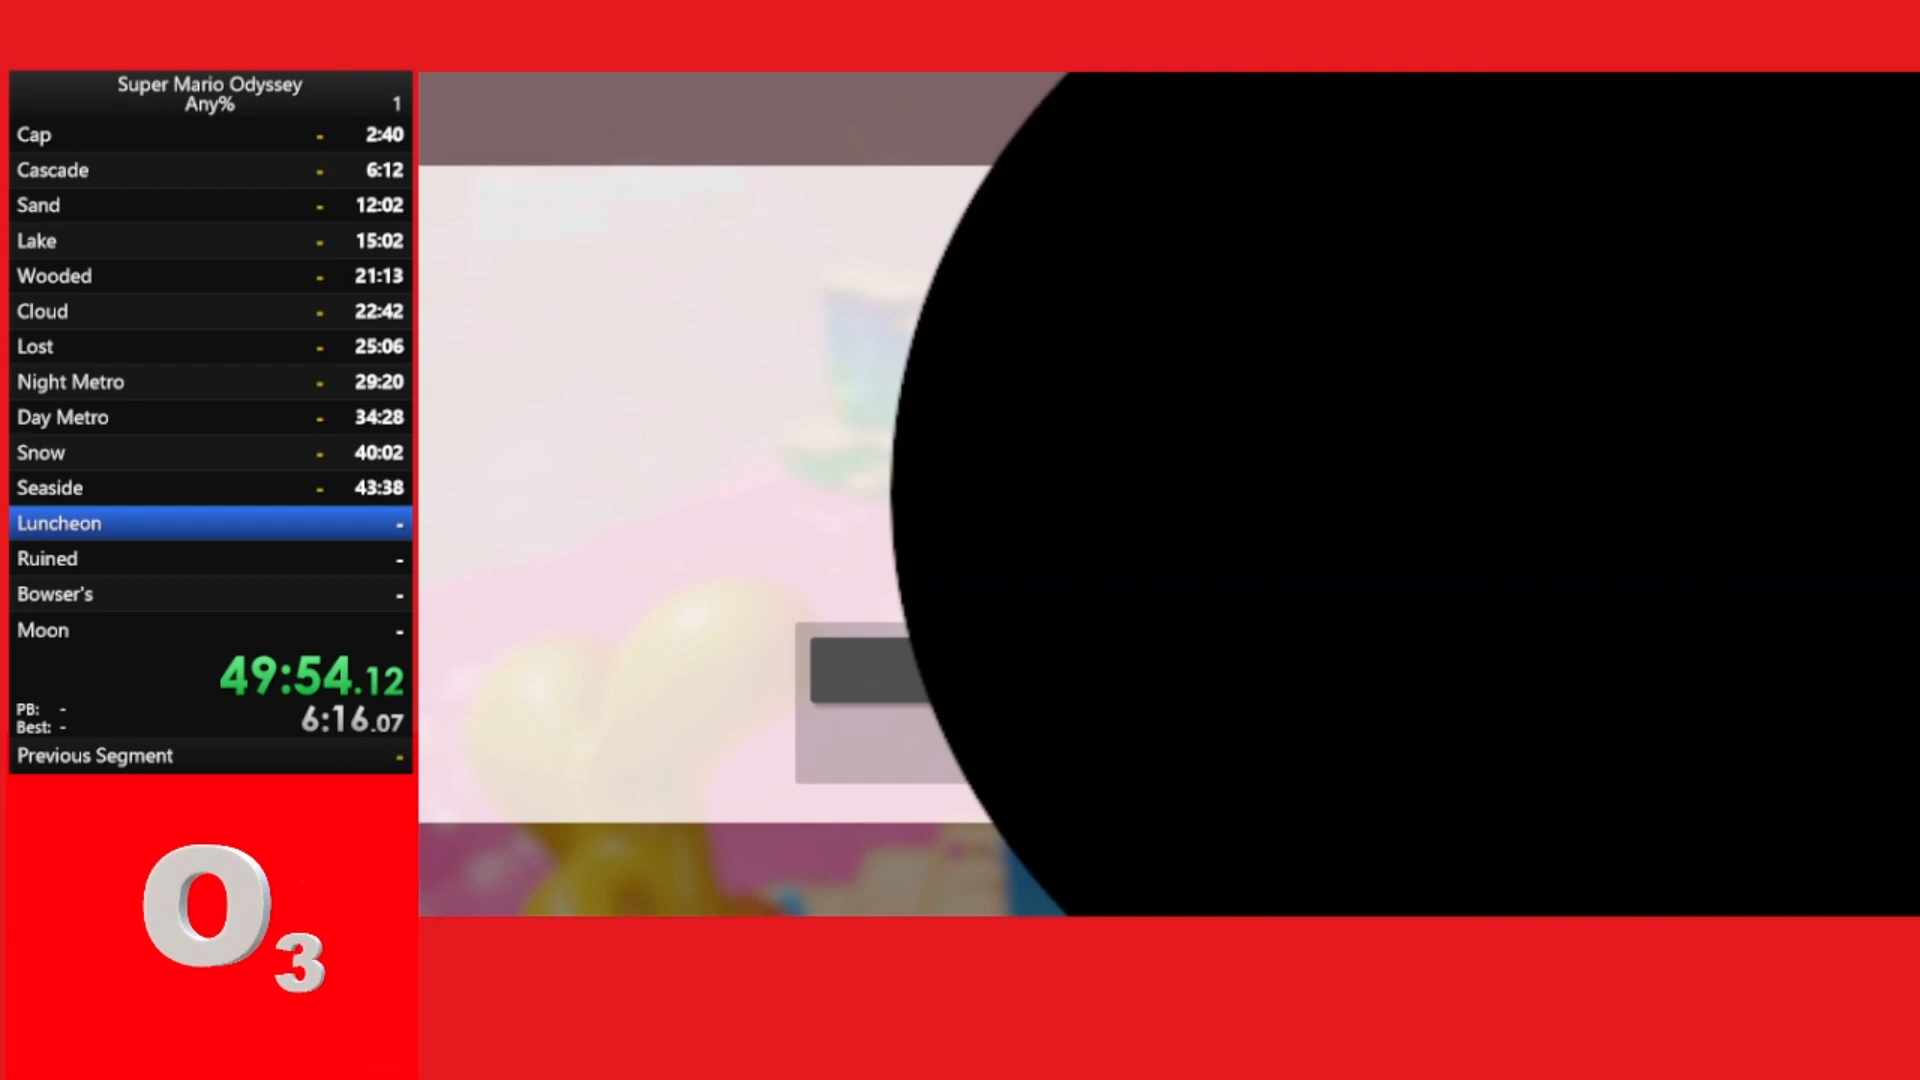 Super Mario Odyssey
Any% 1
Cap - 2:40
Cascade - 6:12
Sand - 12:02
Lake - 15:02
Wooded - 21:13
Cloud - 22:42
Lost - 25:06
Night Metro - 29:20
Day Metro - 34:28
Snow - 40:02
Seaside - 43:38
Luncheon -
Ruined -
Bowser's -
Moon -
49:54.12
PB: - 6:16.07
Best: -
Previous Segment -
O3